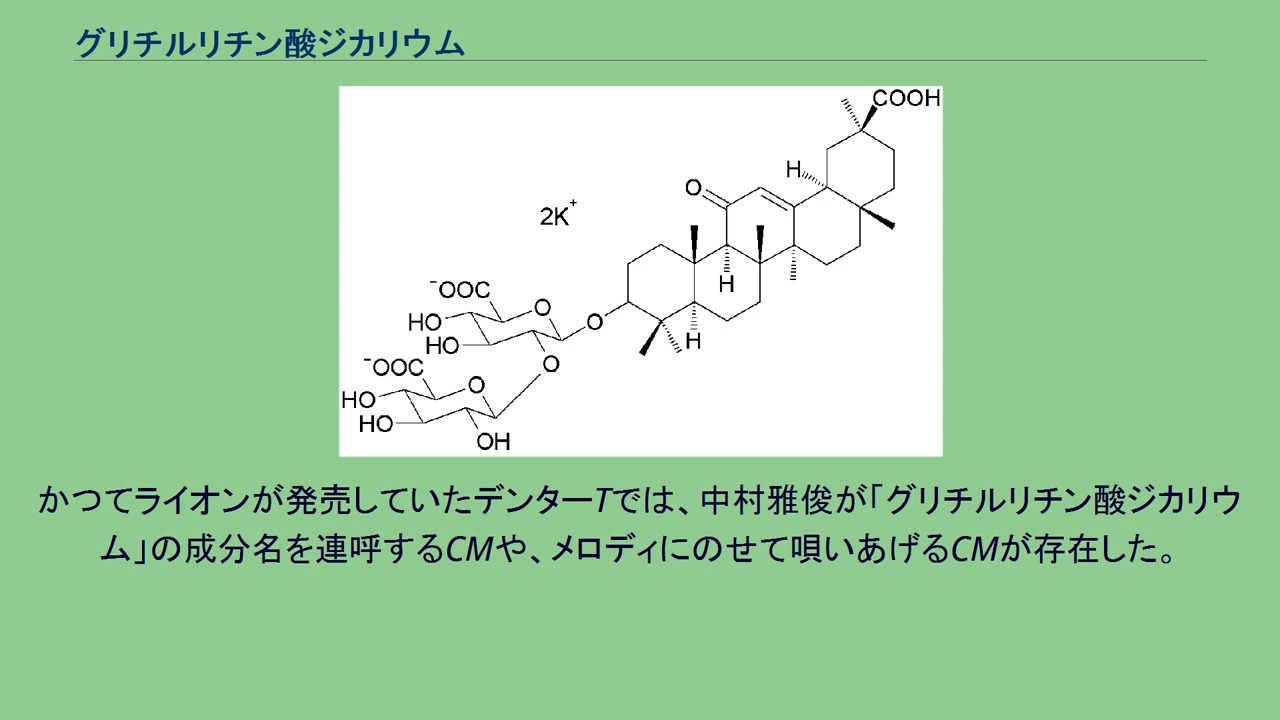 グリチルリチン酸ジカリウム
COOH
H
O
2K+
H
-OOC
O
HO
O
H
HO
-OOC
O
O
HO
HO
OH
かつてライオンが発売していたデンターTでは、中村雅俊が「グリチルリチン酸ジカリウ
ム」の成分名を連呼するCMや、メロディにのせて唄いあげるCMが存在した。